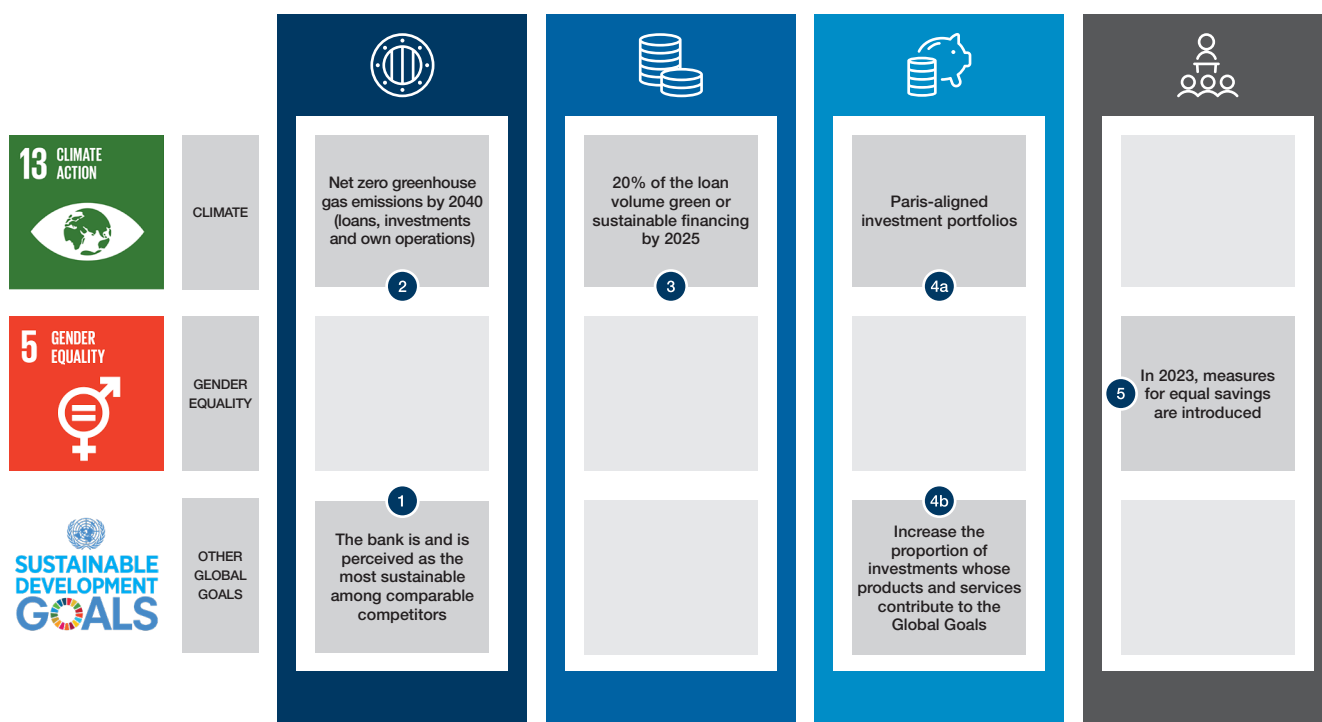 13 CLIMATE
ACTION
CLIMATE
Net zero greenhouse
gas emissions by 2040
(loans, investments
and own operations)
2
20% of the loan
volume green or
sustainable financing
by 2025
3
Paris-aligned
investment portfolios
4a
5 GENDER
EQUALITY
GENDER
EQUALITY
5
In 2023, measures
for equal savings
are introduced
SUSTAINABLE
DEVELOPMENT
GOALS
OTHER
GLOBAL
GOALS
1
The bank is and is
perceived as the
most sustainable
among comparable
competitors
4b
Increase the
proportion of
investments whose
products and services
contribute to the
Global Goals